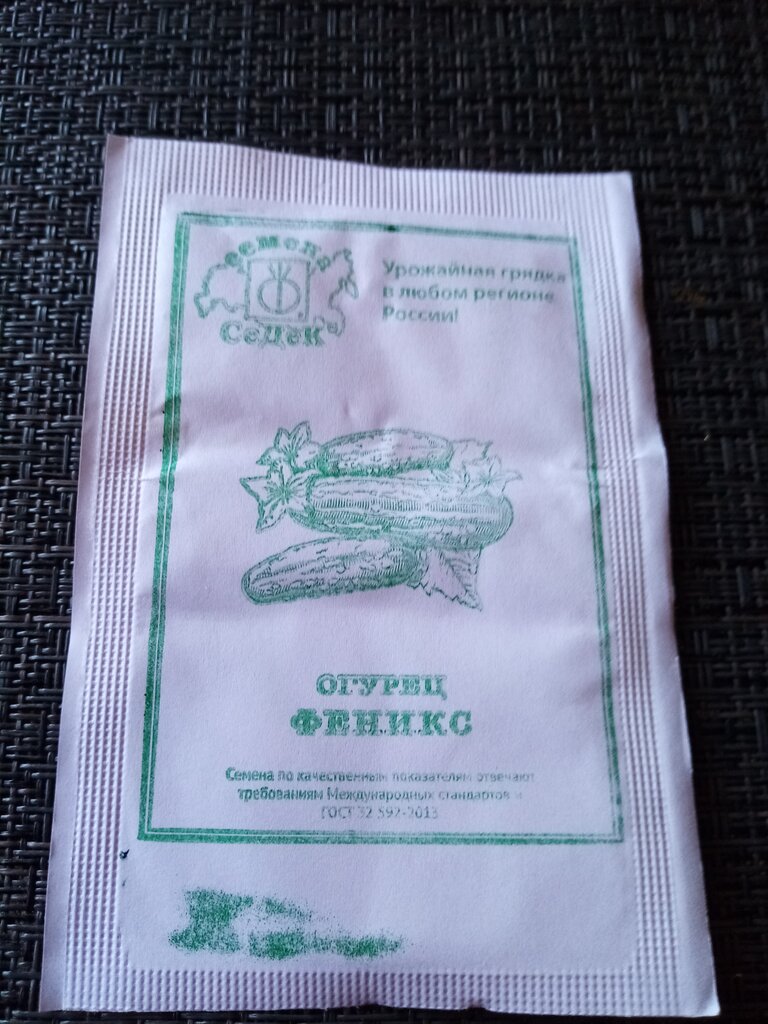 семена
СеДеК
Урожайная грядка
в любом регионе
России!
ОГУРЕЦ
ФЕНИКС
Семена по качественным показателям отвечают
требованиям Международных стандартов и
ГОСТ 32 592-2013